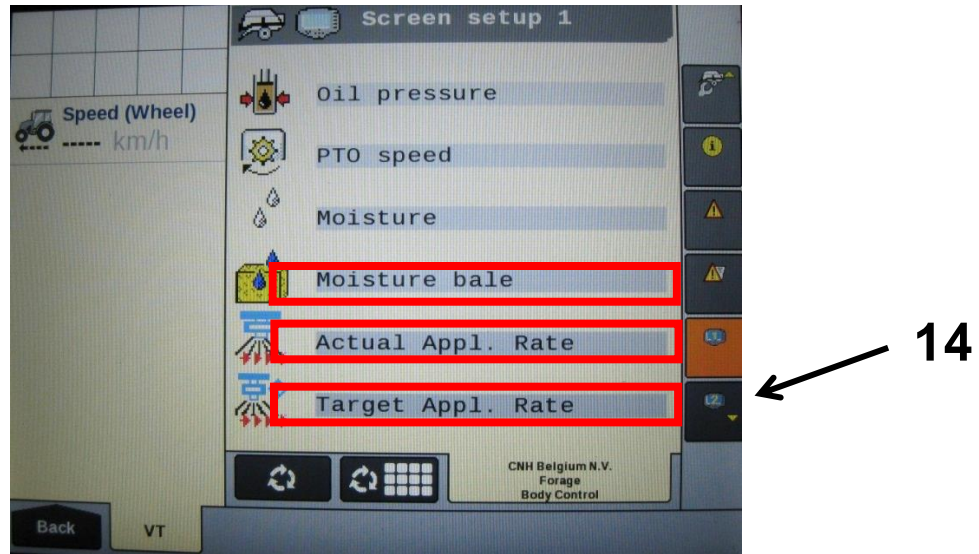 Screen setup 1
Speed (Wheel)
----- km/h
Oil pressure
PTO speed
Moisture
Moisture bale
Actual Appl. Rate
Target Appl. Rate
14
CNH Belgium N.V.
Forage
Body Control
Back
VT